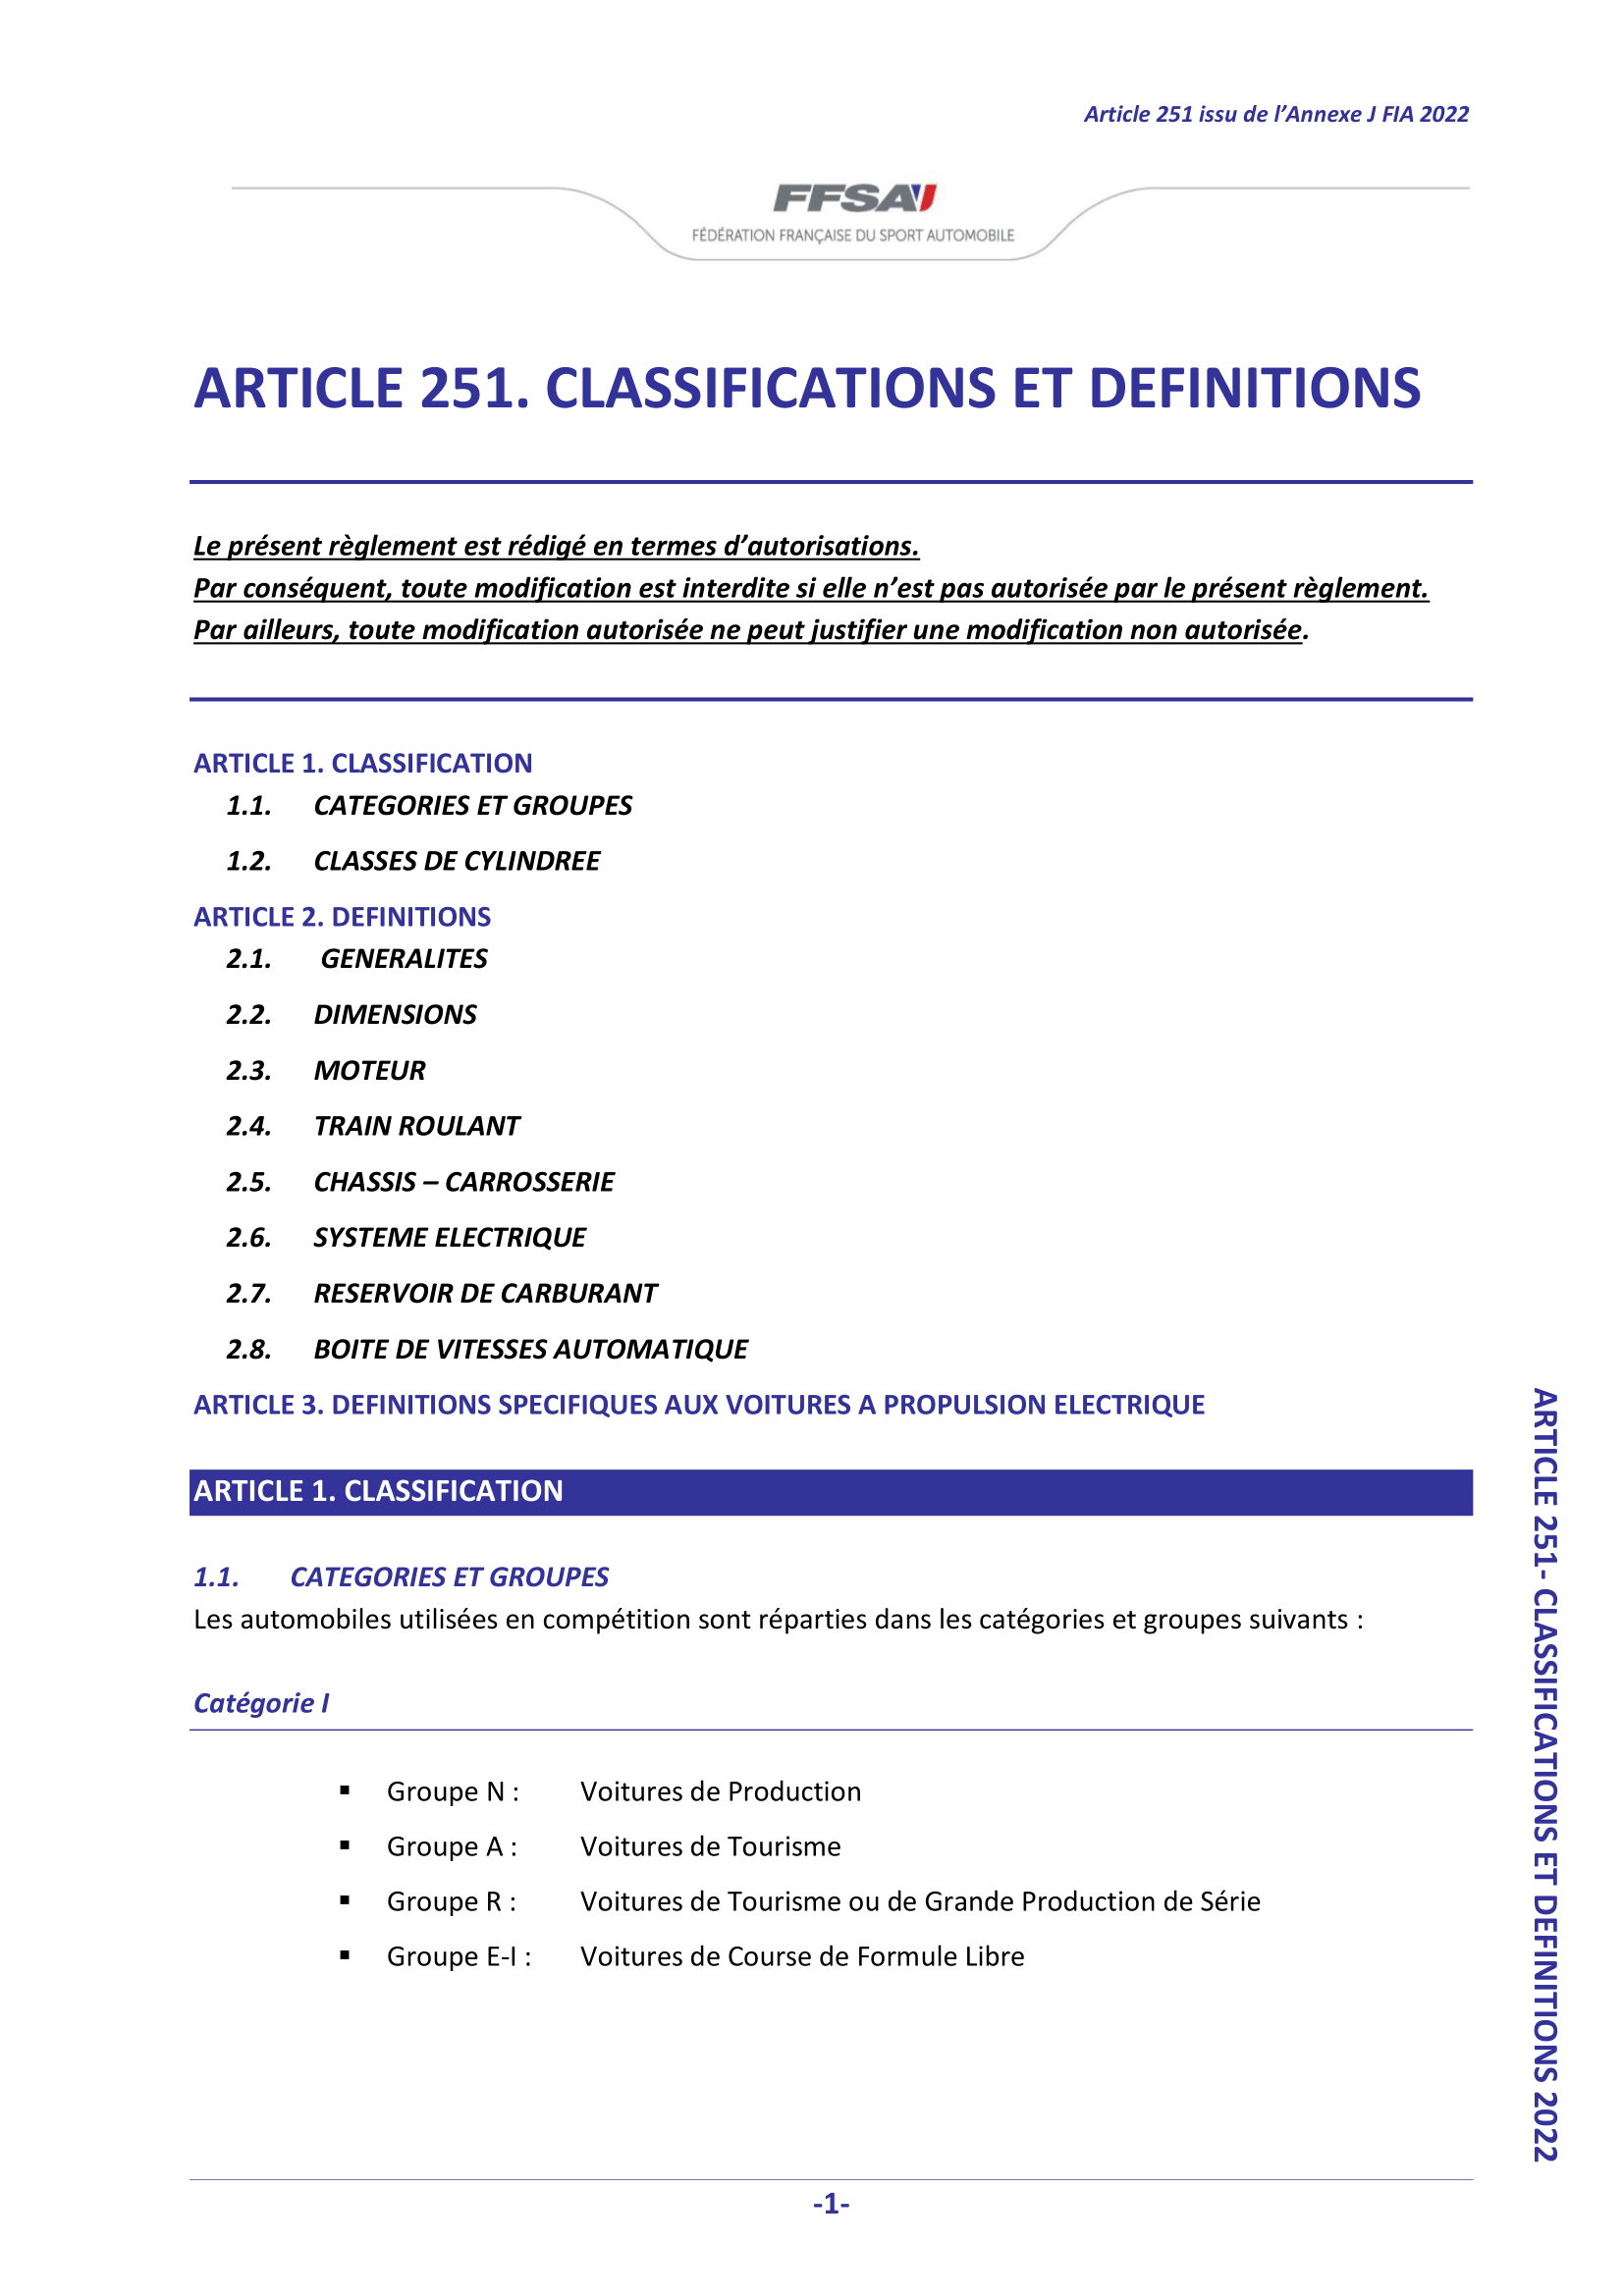 Article 251 issu de l’Annexe J FIA 2022
FFSA
FÉDÉRATION FRANÇAISE DU SPORT AUTOMOBILE
ARTICLE 251. CLASSIFICATIONS ET DEFINITIONS
Le présent règlement est rédigé en termes d’autorisations.
Par conséquent, toute modification est interdite si elle n’est pas autorisée par le présent règlement.
Par ailleurs, toute modification autorisée ne peut justifier une modification non autorisée.
ARTICLE 1. CLASSIFICATION
1.1. CATEGORIES ET GROUPES
1.2. CLASSES DE CYLINDREE
ARTICLE 2. DEFINITIONS
2.1. GENERALITES
2.2. DIMENSIONS
2.3. MOTEUR
2.4. TRAIN ROULANT
2.5. CHASSIS – CARROSSERIE
2.6. SYSTEME ELECTRIQUE
2.7. RESERVOIR DE CARBURANT
2.8. BOITE DE VITESSES AUTOMATIQUE
ARTICLE 3. DEFINITIONS SPECIFIQUES AUX VOITURES A PROPULSION ELECTRIQUE
ARTICLE 1. CLASSIFICATION
1.1. CATEGORIES ET GROUPES
Les automobiles utilisées en compétition sont réparties dans les catégories et groupes suivants :
Catégorie I
▪ Groupe N : Voitures de Production
▪ Groupe A : Voitures de Tourisme
▪ Groupe R : Voitures de Tourisme ou de Grande Production de Série
▪ Groupe E-I : Voitures de Course de Formule Libre
ARTICLE 251- CLASSIFICATIONS ET DEFINITIONS 2022
-1-